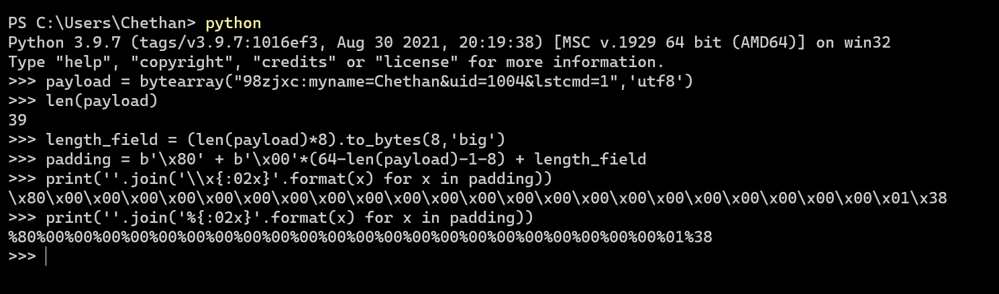 PS C:\Users\Chethan> python
Python 3.9.7 (tags/v3.9.7:1016ef3, Aug 30 2021, 20:19:38) [MSC v.1929 64 bit (AMD64)] on win32
Type "help", "copyright", "credits" or "license" for more information.
>>> payload = bytearray("98zjxc:myname=Chethan&uid=1004&lstcmd=1",'utf8')
>>> len(payload)
39
>>> length_field = (len(payload)*8).to_bytes(8,'big')
>>> padding = b'\x80' + b'\x00'*(64-len(payload)-1-8) + length_field
>>> print(''.join('\\x{:02x}'.format(x) for x in padding))
\x80\x00\x00\x00\x00\x00\x00\x00\x00\x00\x00\x00\x00\x00\x00\x00\x00\x00\x00\x00\x00\x00\x00\x01\x38
>>> print(''.join('%{:02x}'.format(x) for x in padding))
%80%00%00%00%00%00%00%00%00%00%00%00%00%00%00%00%00%00%00%00%00%00%00%01%38
>>>